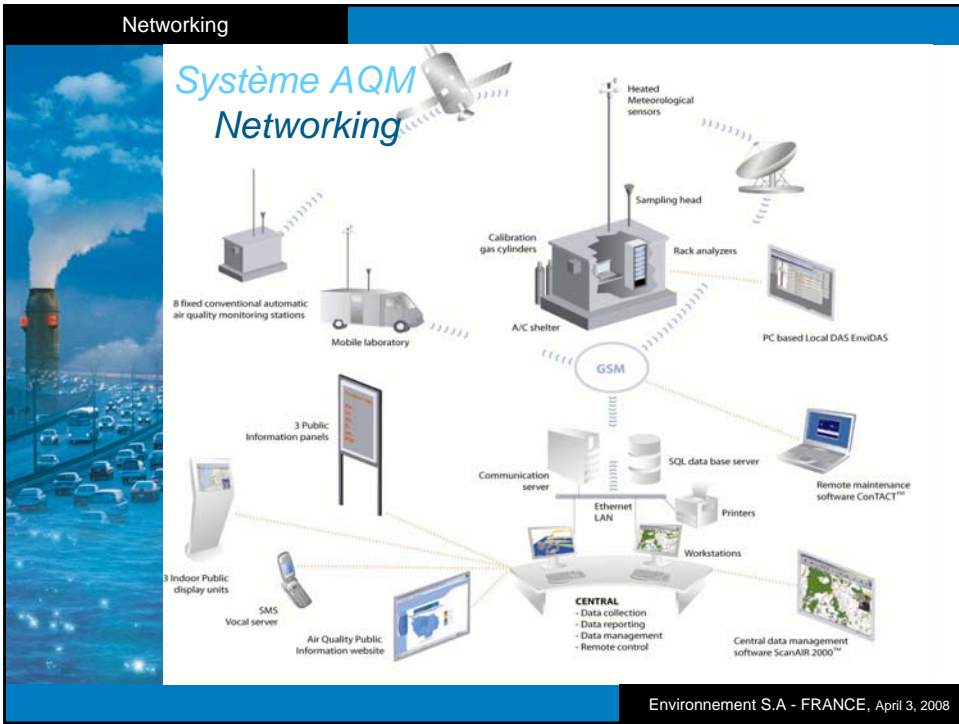 Networking
Système AQM
Networking
Heated
Meteorological
sensors
Sampling head
Calibration
gas cylinders
Rack analyzers
8 fixed conventional automatic
air quality monitoring stations
Mobile laboratory
A/C shelter
PC based Local DAS EnviDAS
GSM
3 Public
Information panels
Communication
server
SQL data base server
Remote maintenance
software ConTACT™
Ethernet
LAN
Printers
Workstations
3 Indoor Public
display units
SMS
Vocal server
Air Quality Public
Information website
CENTRAL
- Data collection
- Data reporting
- Data management
- Remote control
Central data management
software ScanAIR 2000™
Environnement S.A - FRANCE, April 3, 2008